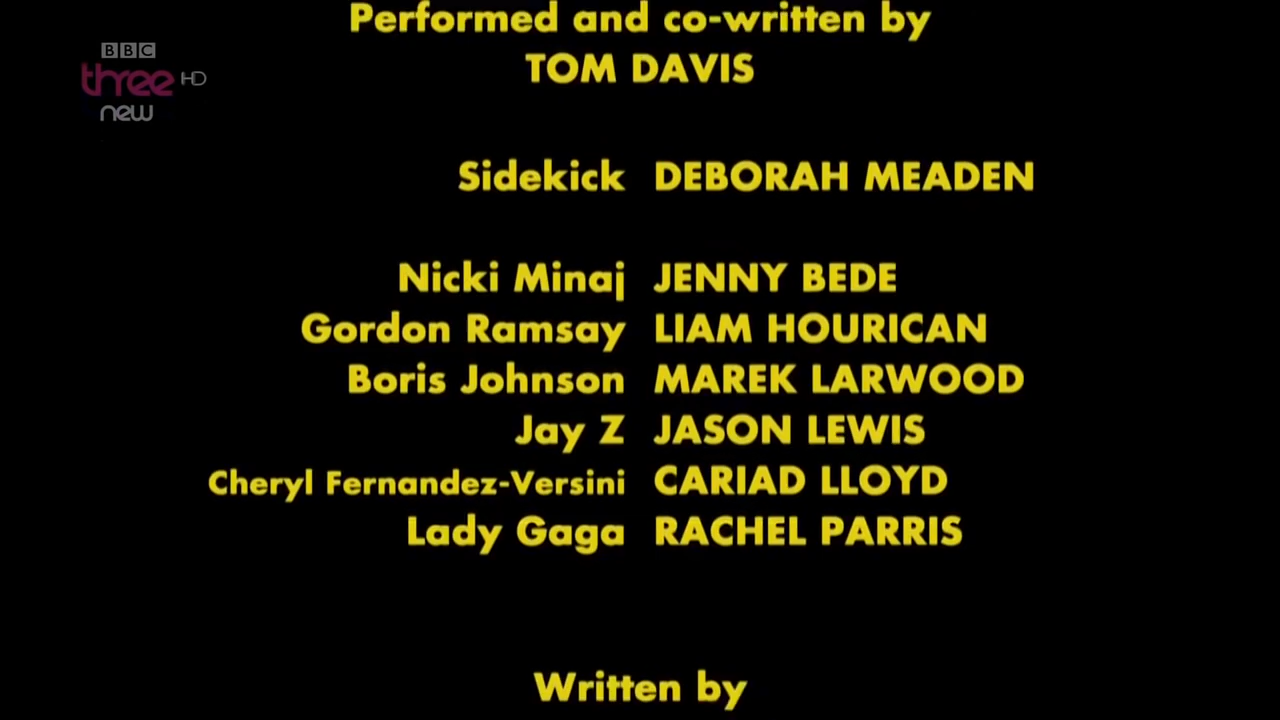 Performed and co-written by
TOM DAVIS
BBC
three HD
new
Sidekick DEBORAH MEADEN
Nicki Minaj JENNY BEDE
Gordon Ramsay LIAM HOURICAN
Boris Johnson MAREK LARWOOD
Jay Z JASON LEWIS
Cheryl Fernandez-Versini CARIAD LLOYD
Lady Gaga RACHEL PARRIS
Written by